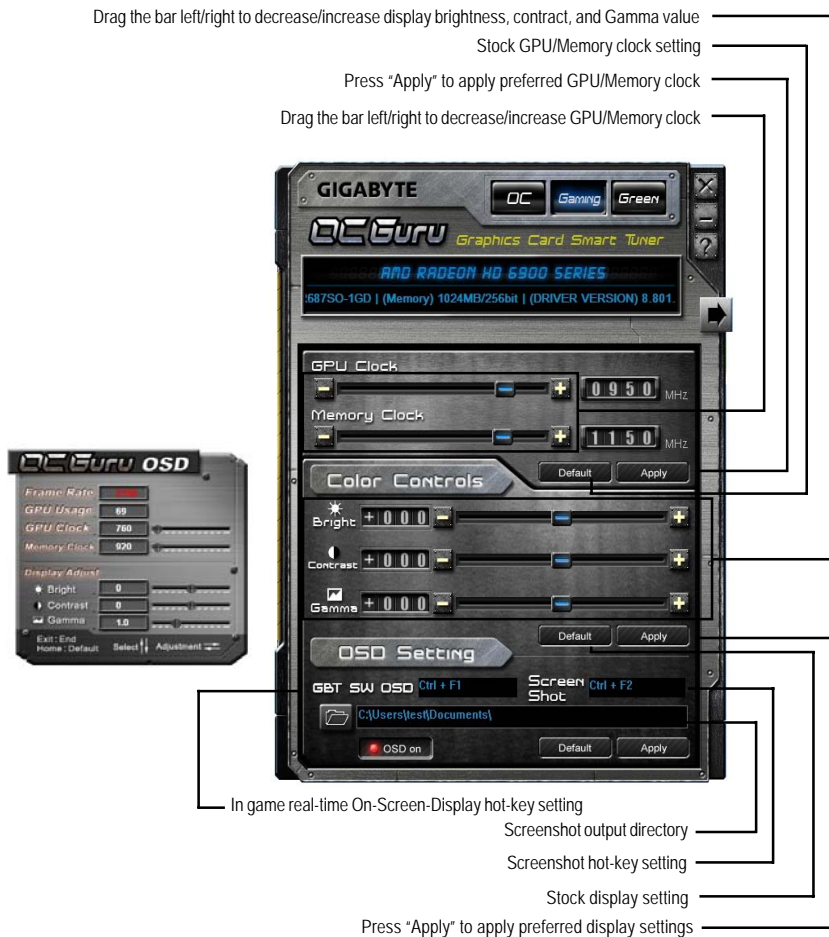 Drag the bar left/right to decrease/increase display brightness, contract, and Gamma value
Stock GPU/Memory clock setting
Press “Apply” to apply preferred GPU/Memory clock
Drag the bar left/right to decrease/increase GPU/Memory clock
GIGABYTE
OC Gaming Green
OC Guru Graphics Card Smart Tuner
AMD RADEON HD 6900 SERIES
687SO-1GD | (Memory) 1024MB/256bit | (DRIVER VERSION) 8.801.
GPU Clock
0950 MHz
Memory Clock
1150 MHz
Default Apply
Color Controls
Bright +000
Contrast +000
Gamma +000
Default Apply
OSD Setting
GBT SW OSD Ctrl + F1 Screen Shot Ctrl + F2
C:\Users\test\Documents\
OSD on Default Apply
OC Guru OSD
Frame Rate
GPU Usage 69
GPU Clock 760
Memory Clock 920
Display Adjust
Bright 0
Contrast 0
Gamma 1.0
Exit : End
Home : Default Select Adjustment
In game real-time On-Screen-Display hot-key setting
Screenshot output directory
Screenshot hot-key setting
Stock display setting
Press “Apply” to apply preferred display settings